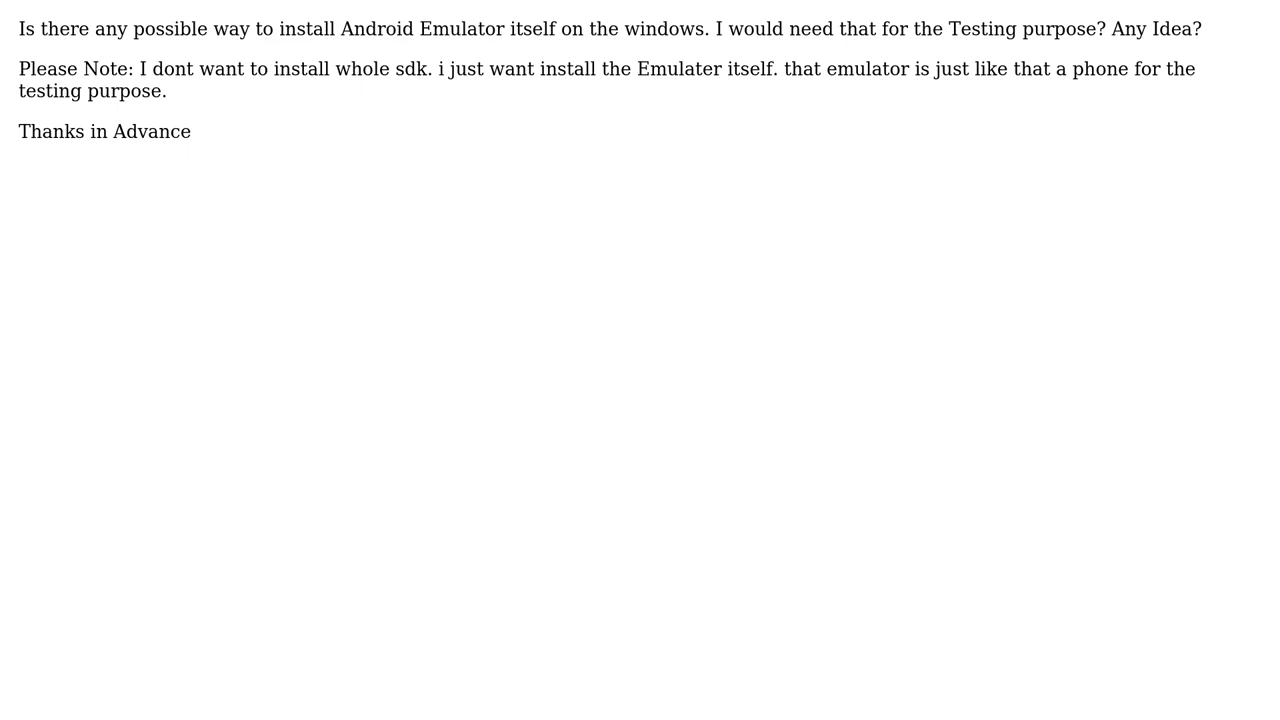 Is there any possible way to install Android Emulator itself on the windows. I would need that for the Testing purpose? Any Idea?
Please Note: I dont want to install whole sdk. i just want install the Emulater itself. that emulator is just like that a phone for the
testing purpose.
Thanks in Advance